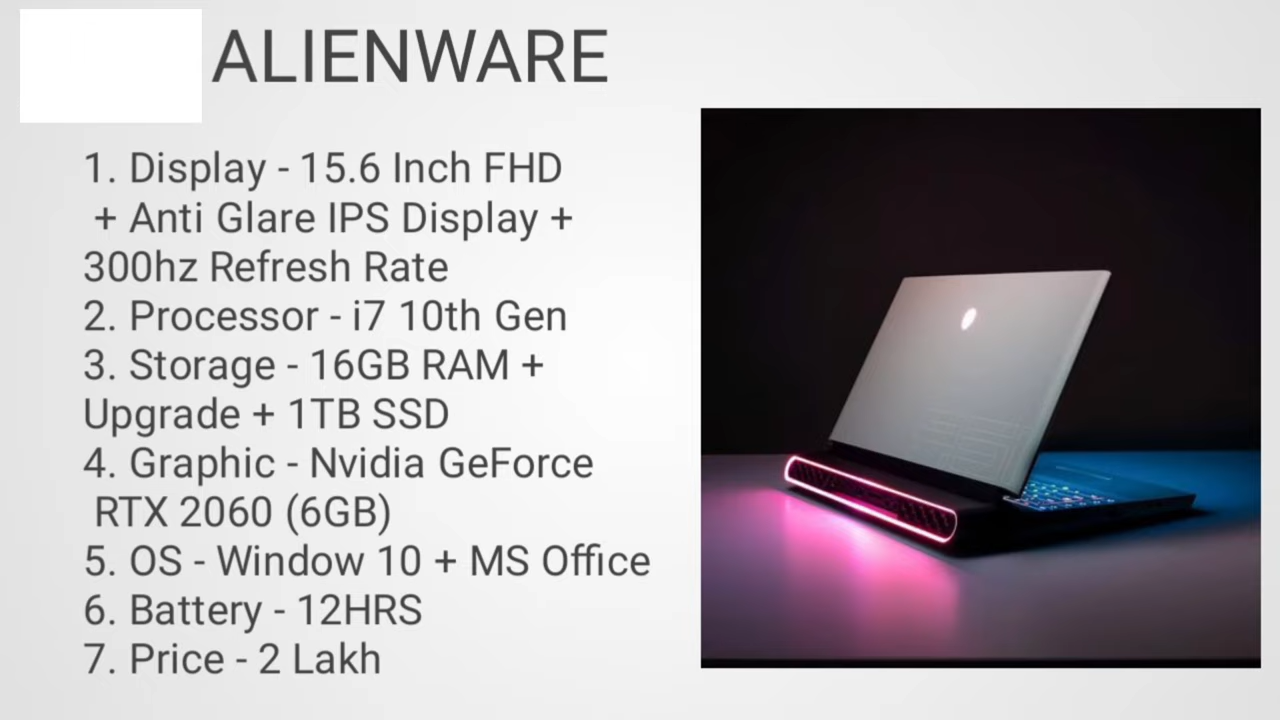 ALIENWARE
1. Display - 15.6 Inch FHD
+ Anti Glare IPS Display +
300hz Refresh Rate
2. Processor - i7 10th Gen
3. Storage - 16GB RAM +
Upgrade + 1TB SSD
4. Graphic - Nvidia GeForce
RTX 2060 (6GB)
5. OS - Window 10 + MS Office
6. Battery - 12HRS
7. Price - 2 Lakh